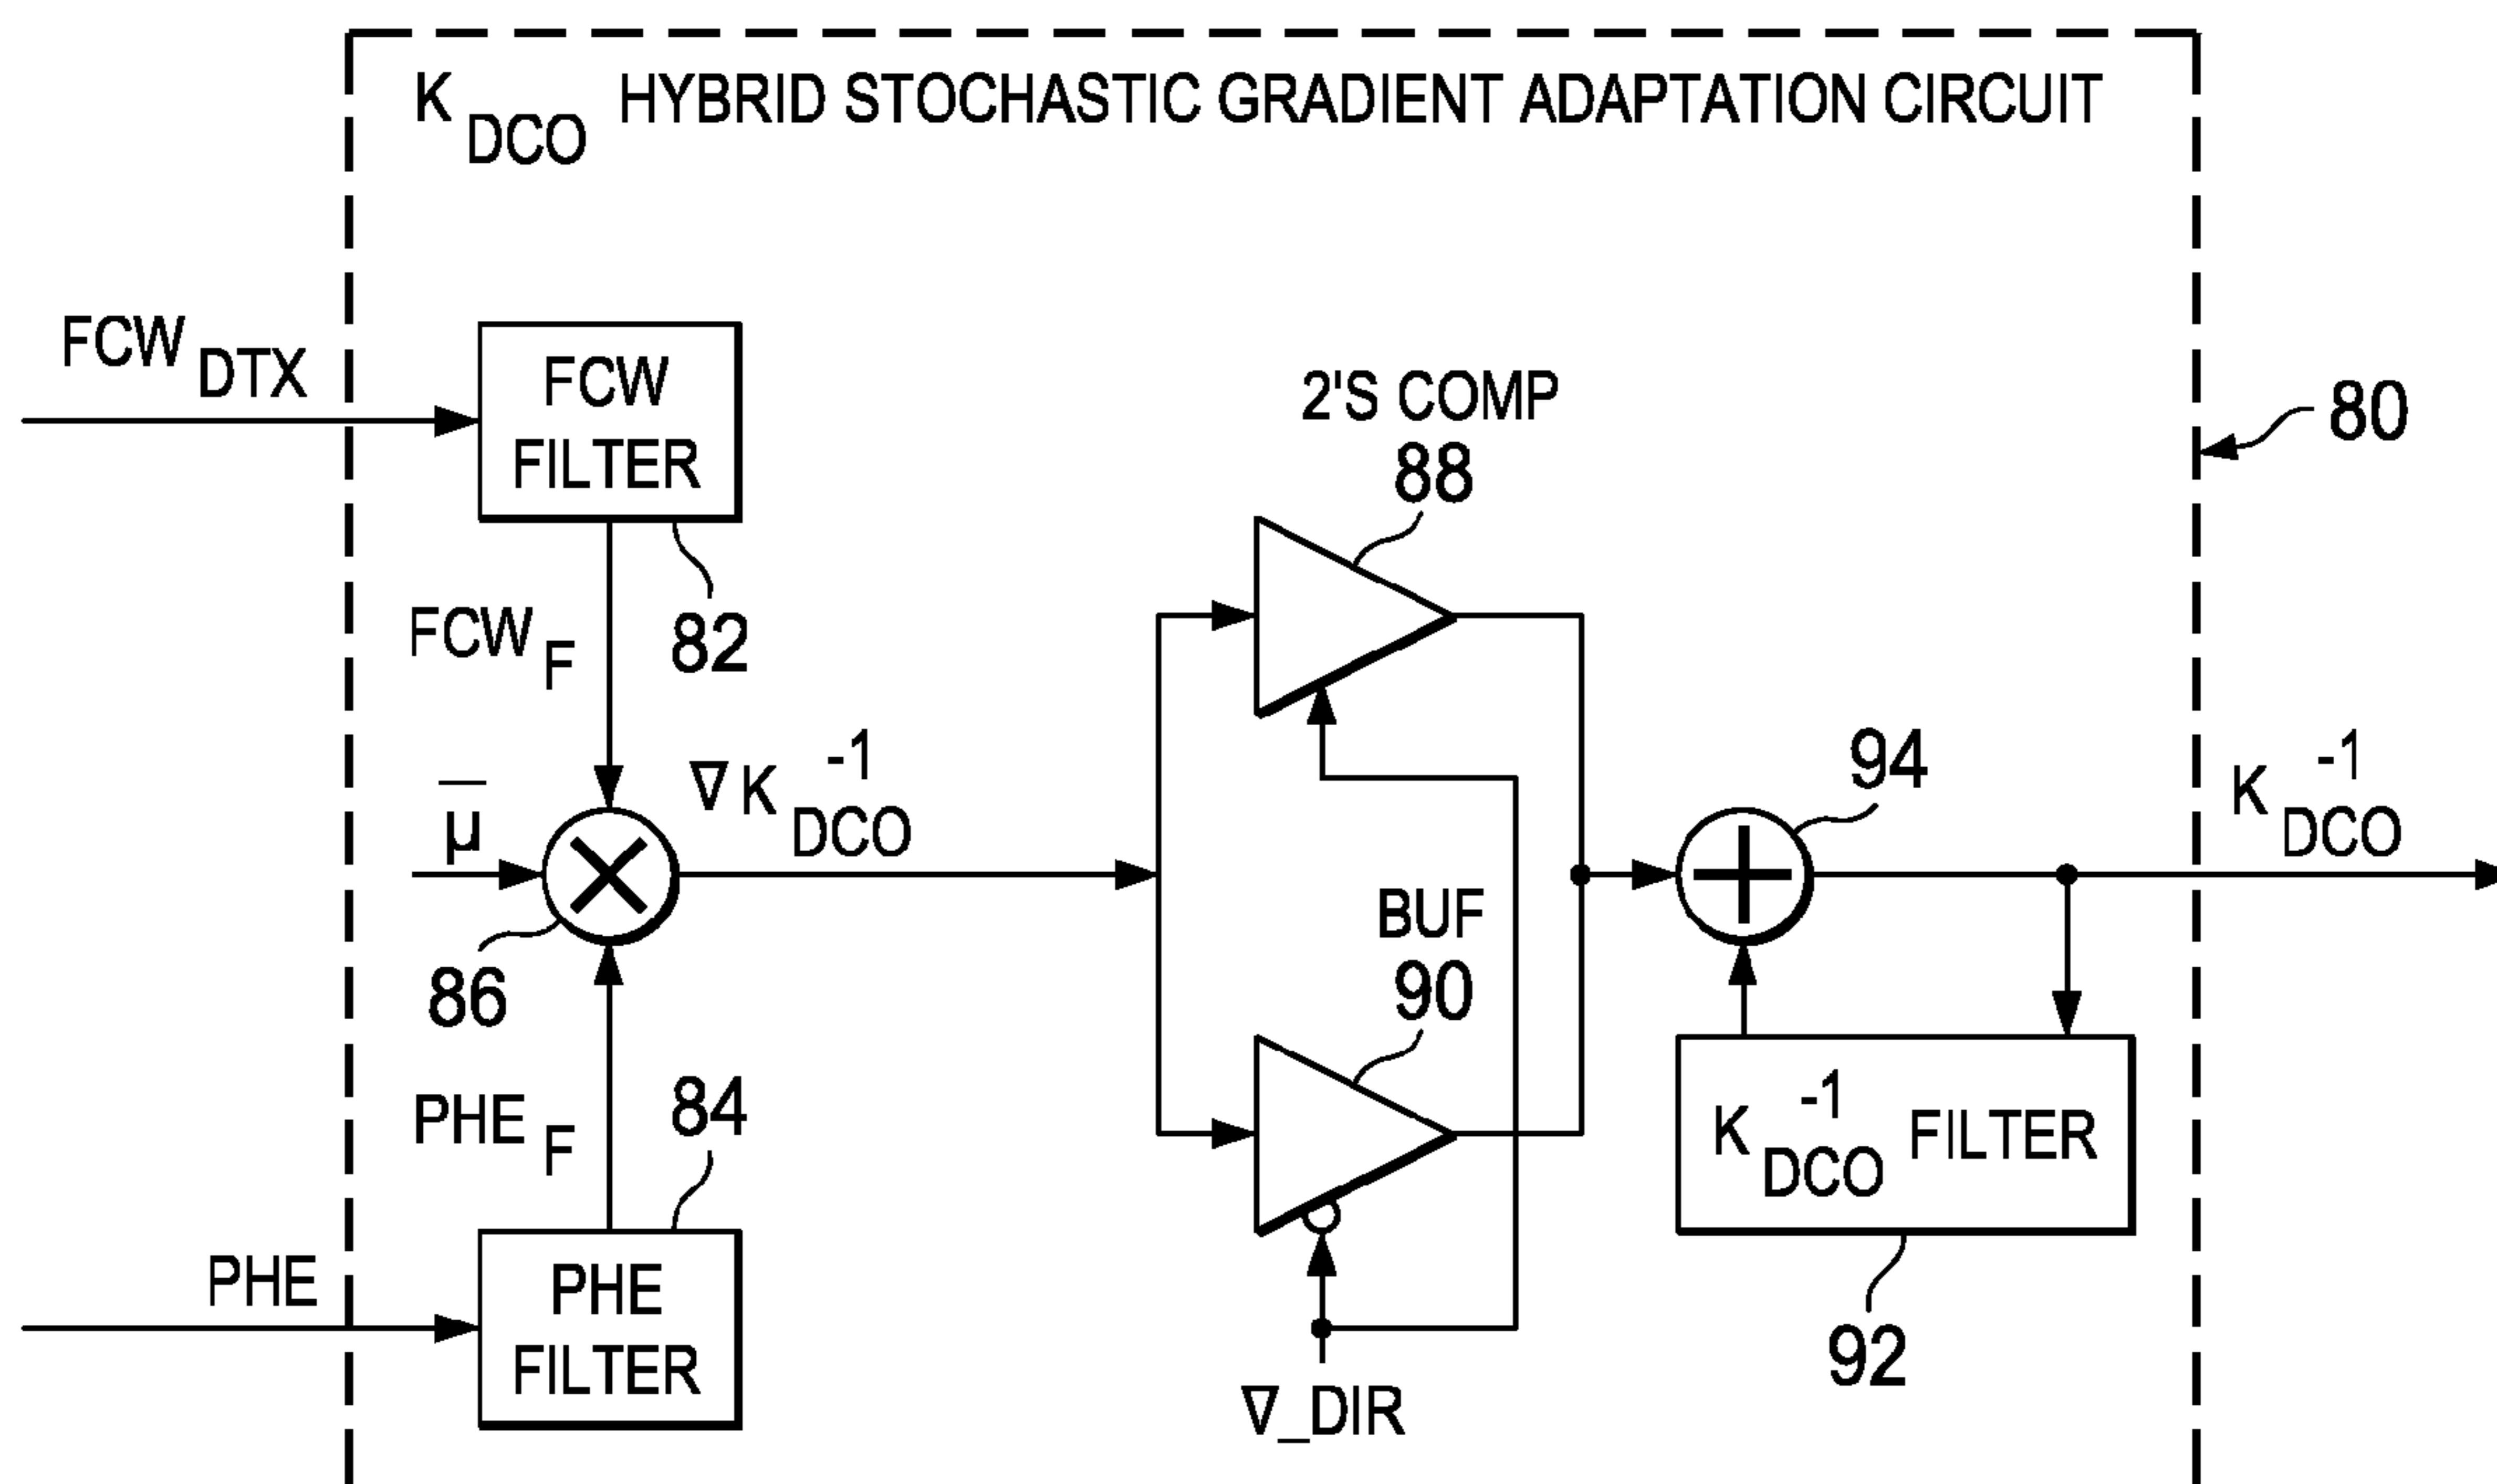 K DCO HYBRID STOCHASTIC GRADIENT ADAPTATION CIRCUIT
FCW DTX
FCW
FILTER
82
FCW F
2'S COMP
88
80
μ̅
86
∇ K DCO -1
BUF
90
94
K DCO -1
PHE F
84
PHE
PHE
FILTER
∇_DIR
K DCO -1 FILTER
92